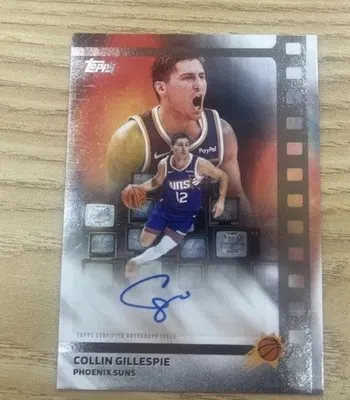 Topps
PayPal
SUNS
12
TOPPS CERTIFIED AUTOGRAPH ISSUE
COLLIN GILLESPIE
PHOENIX SUNS